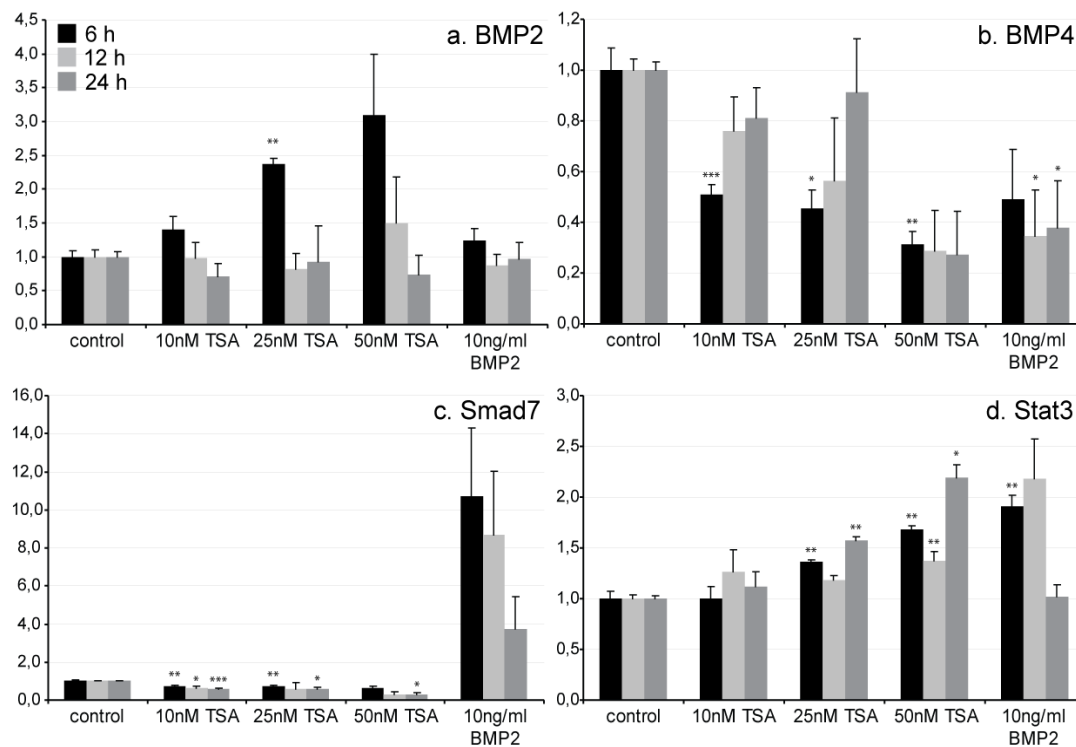 4,5
4,0
3,5
3,0
2,5
2,0
1,5
1,0
0,5
0,0
6 h
12 h
24 h
a. BMP2
**
control
10nM TSA
25nM TSA
50nM TSA
10ng/ml
BMP2
1,2
1,0
0,8
0,6
0,4
0,2
0,0
b. BMP4
***
*
**
*
*
control
10nM TSA
25nM TSA
50nM TSA
10ng/ml
BMP2
16,0
14,0
12,0
10,0
8,0
6,0
4,0
2,0
0,0
c. Smad7
**
*
***
**
*
*
control
10nM TSA
25nM TSA
50nM TSA
10ng/ml
BMP2
3,0
2,5
2,0
1,5
1,0
0,5
0,0
d. Stat3
**
**
**
**
*
**
control
10nM TSA
25nM TSA
50nM TSA
10ng/ml
BMP2